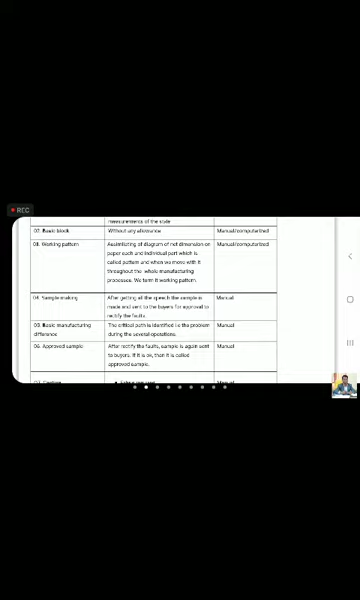 REC
measurements of the style
02. Basic block Without any allowance Manual/computerized
03. Working pattern Assimilating of diagram of net dimension on Manual/computerized
paper each and individual part which is
called pattern and when we move with it
throughout the whole manufacturing
processes. We term it working pattern.
04. Sample making After getting all the speech the sample is Manual
made and sent to the buyers for approval to
rectify the faults.
05. Basic manufacturing The critical path is identified i.e the problem Manual
difference during the several operations.
06. Approved sample After rectify the faults, sample is again sent Manual
to buyers. If it is ok, then it is called
approved sample.